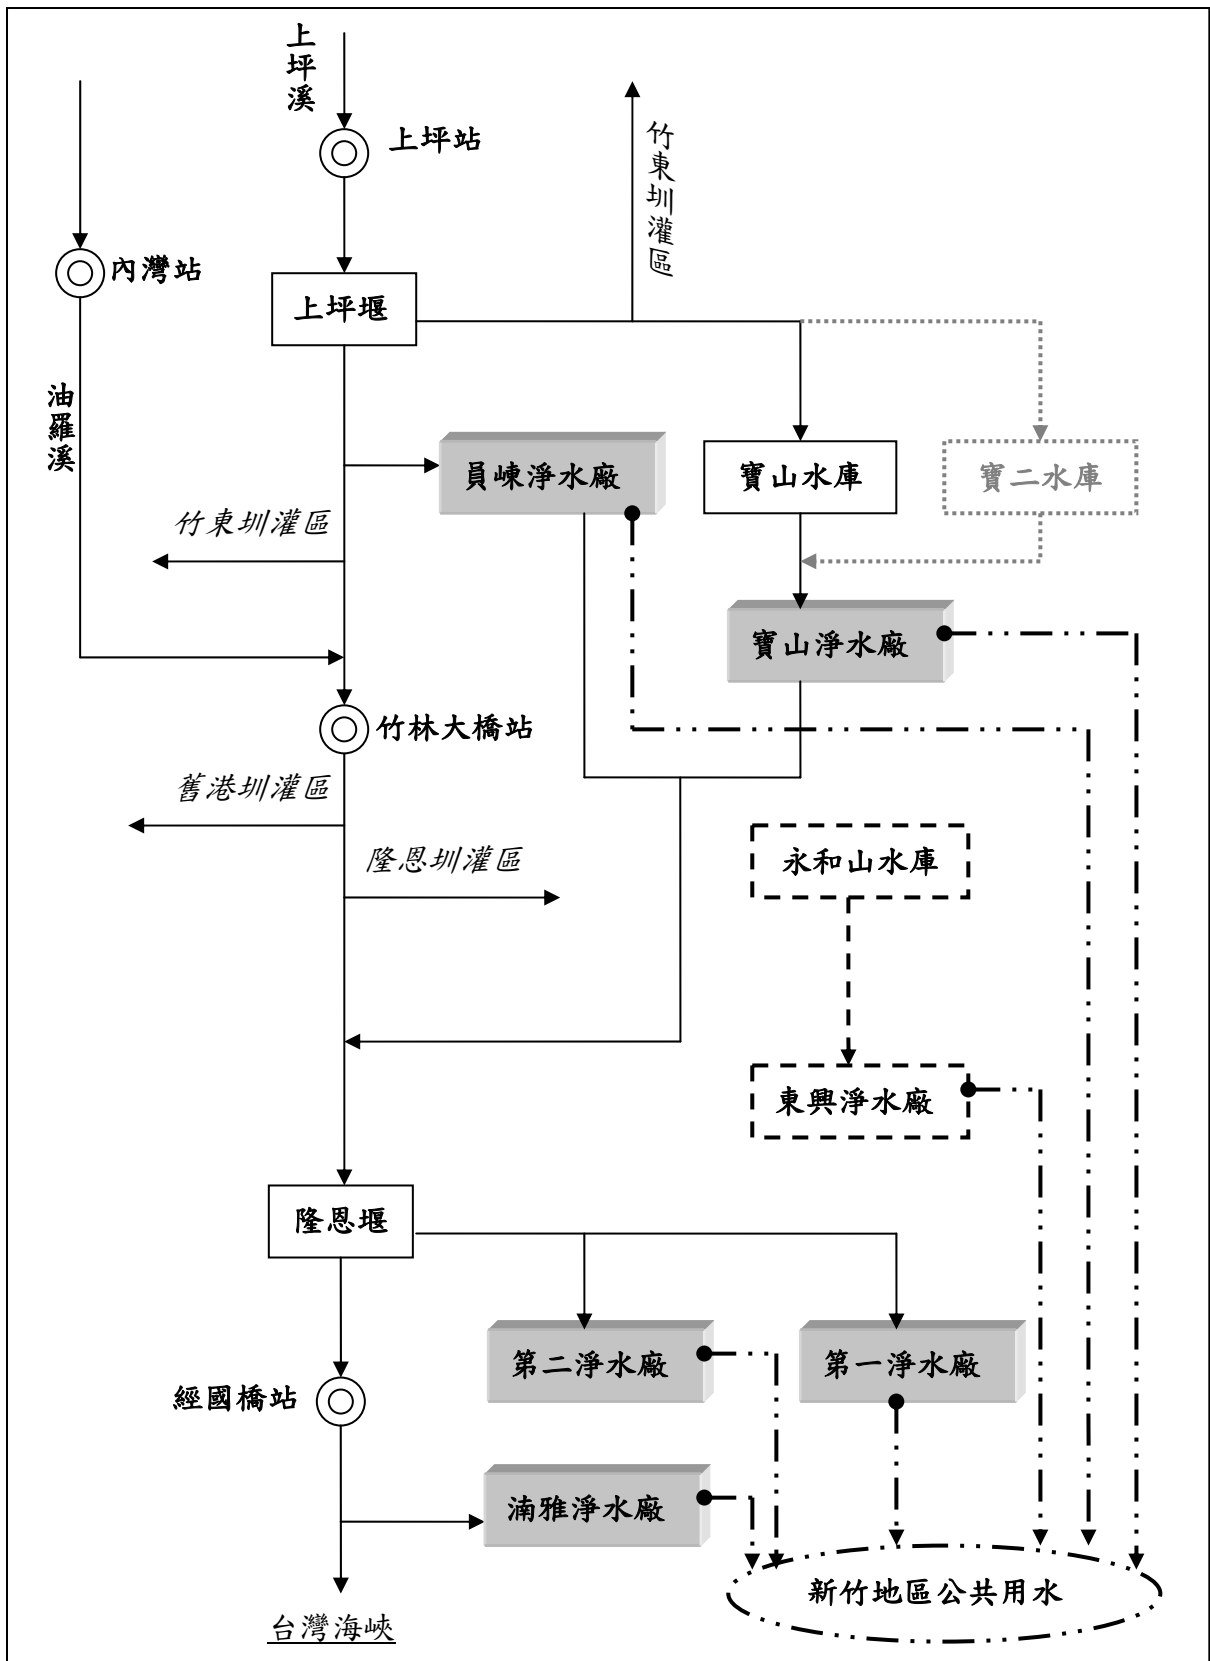 上坪溪
上坪站
竹東圳灌區
內灣站
上坪堰
油羅溪
員崠淨水廠
寶山水庫
寶二水庫
竹東圳灌區
寶山淨水廠
竹林大橋站
舊港圳灌區
隆恩圳灌區
永和山水庫
東興淨水廠
隆恩堰
第二淨水廠
第一淨水廠
經國橋站
湳雅淨水廠
新竹地區公共用水
台灣海峽